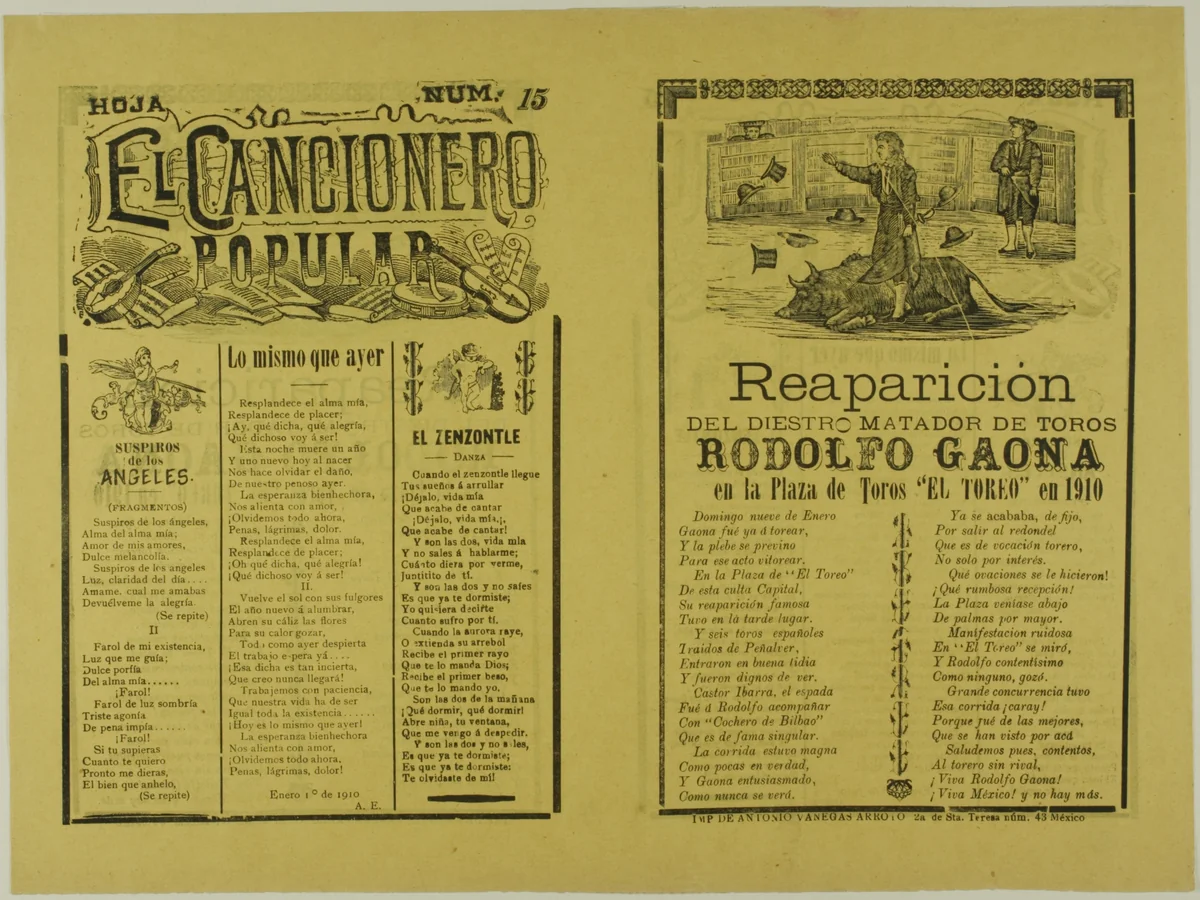 HOJA NUM. 15
EL CANCIONERO
POPULAR
SUSPIROS
de los
ANGELES.
(FRAGMENTOS)
Suspiros de los ángeles,
Alma del alma mía;
Amor de mis amores,
Dulce melancolía.
Suspiros de los angeles
Luz, claridad del día....
Amame, cual me amabas
Devuélveme la alegría.
(Se repite)
II
Farol de mi existencia,
Luz que me guía;
Dulce porfía
Del alma mía......
¡Farol!
Farol de luz sombría
Triste agonía
De pena impía......
¡Farol!
Si tu supieras
Cuanto te quiero
Pronto me dieras,
El bien que anhelo,
(Se repite)
Lo mismo que ayer
Resplandece el alma mía,
Resplandece de placer;
¡Ay, qué dicha, qué alegría,
Qué dichoso voy á ser!
Esta noche muere un año
Y uno nuevo hoy al nacer
Nos hace olvidar el daño,
De nuestro penoso ayer.
La esperanza bienhechora,
Nos alienta con amor,
¡Olvidemos todo ahora,
Penas, lágrimas, dolor.
Resplandece el alma mía,
Resplandece de placer;
¡Oh qué dicha, qué alegría!
¡Qué dichoso voy á ser!
II.
Vuelve el sol con sus fulgores
El año nuevo á alumbrar,
Abren su cáliz las flores
Para su calor gozar,
Todo como ayer despierta
El trabajo espera yá....
¡Esa dicha es tan incierta,
Que creo nunca llegará!
Trabajemos con paciencia,
Que nuestra vida ha de ser
Igual toda la existencia......
¡Hoy es lo mismo que ayer!
La esperanza bienhechora
Nos alienta con amor,
¡Olvidemos todo ahora,
Penas, lágrimas, dolor!
Enero 1° de 1910
A. E.
EL ZENZONTLE
DANZA
Cuando el zenzontle llegue
Tus sueños á arrullar
¡Déjalo, vida mía
Que acabe de cantar
¡Déjalo, vida mía,¡,
Que acabe de cantar!
Y son las dos, vida mia
Y no sales á hablarme;
Cuánto diera por verme,
Juntitito de tí.
Y son las dos y no sales
Es que ya te dormiste;
Yo quisiera decirte
Cuanto sufro por tí.
Cuando la aurora raye,
O extienda su arrebol
Recibe el primer rayo
Que te lo manda Dios;
Recibe el primer beso,
Que te lo mando yo.
Son las dos de la mañana
¡Qué dormir, qué dormir!
Abre niña, tu ventana,
Que me vengo á despedir.
Y son las dos y no sales,
Es que ya te dormiste;
Es que ya te dormiste:
Te olvidaste de mí!
Reaparición
DEL DIESTRO MATADOR DE TOROS
RODOLFO GAONA
en la Plaza de Toros "EL TOREO" en 1910
Domingo nueve de Enero
Gaona fué ya á torear,
Y la plebe se previno
Para ese acto vitorear.
En la Plaza de "El Toreo"
De esta culta Capital,
Su reaparición famosa
Tuvo en la tarde lugar.
Y seis toros españoles
Traidos de Peñalver,
Entraron en buena lidia
Y fueron dignos de ver.
Castor Ibarra, el espada
Fué á Rodolfo acompañar
Con "Cochero de Bilbao"
Que es de fama singular.
La corrida estuvo magna
Como pocas en verdad,
Y Gaona entusiasmado,
Como nunca se verá.
Ya se acababa, de fijo,
Por salir al redondel
Que es de vocación torero,
No solo por interés.
Qué ovaciones se le hicieron!
¡Qué rumbosa recepción!
La Plaza veníase abajo
De palmas por mayor.
Manifestacion ruidosa
En "El Toreo" se miró,
Y Rodolfo contentísimo
Como ninguno, gozó.
Grande concurrencia tuvo
Esa corrida ¡caray!
Porque fué de las mejores,
Que se han visto por acá
Saludemos pues, contentos,
Al torero sin rival,
¡Viva Rodolfo Gaona!
¡Viva México! y no hay más.
IMP DE ANTONIO VANEGAS ARROYO 2a de Sta. Teresa núm. 43 México